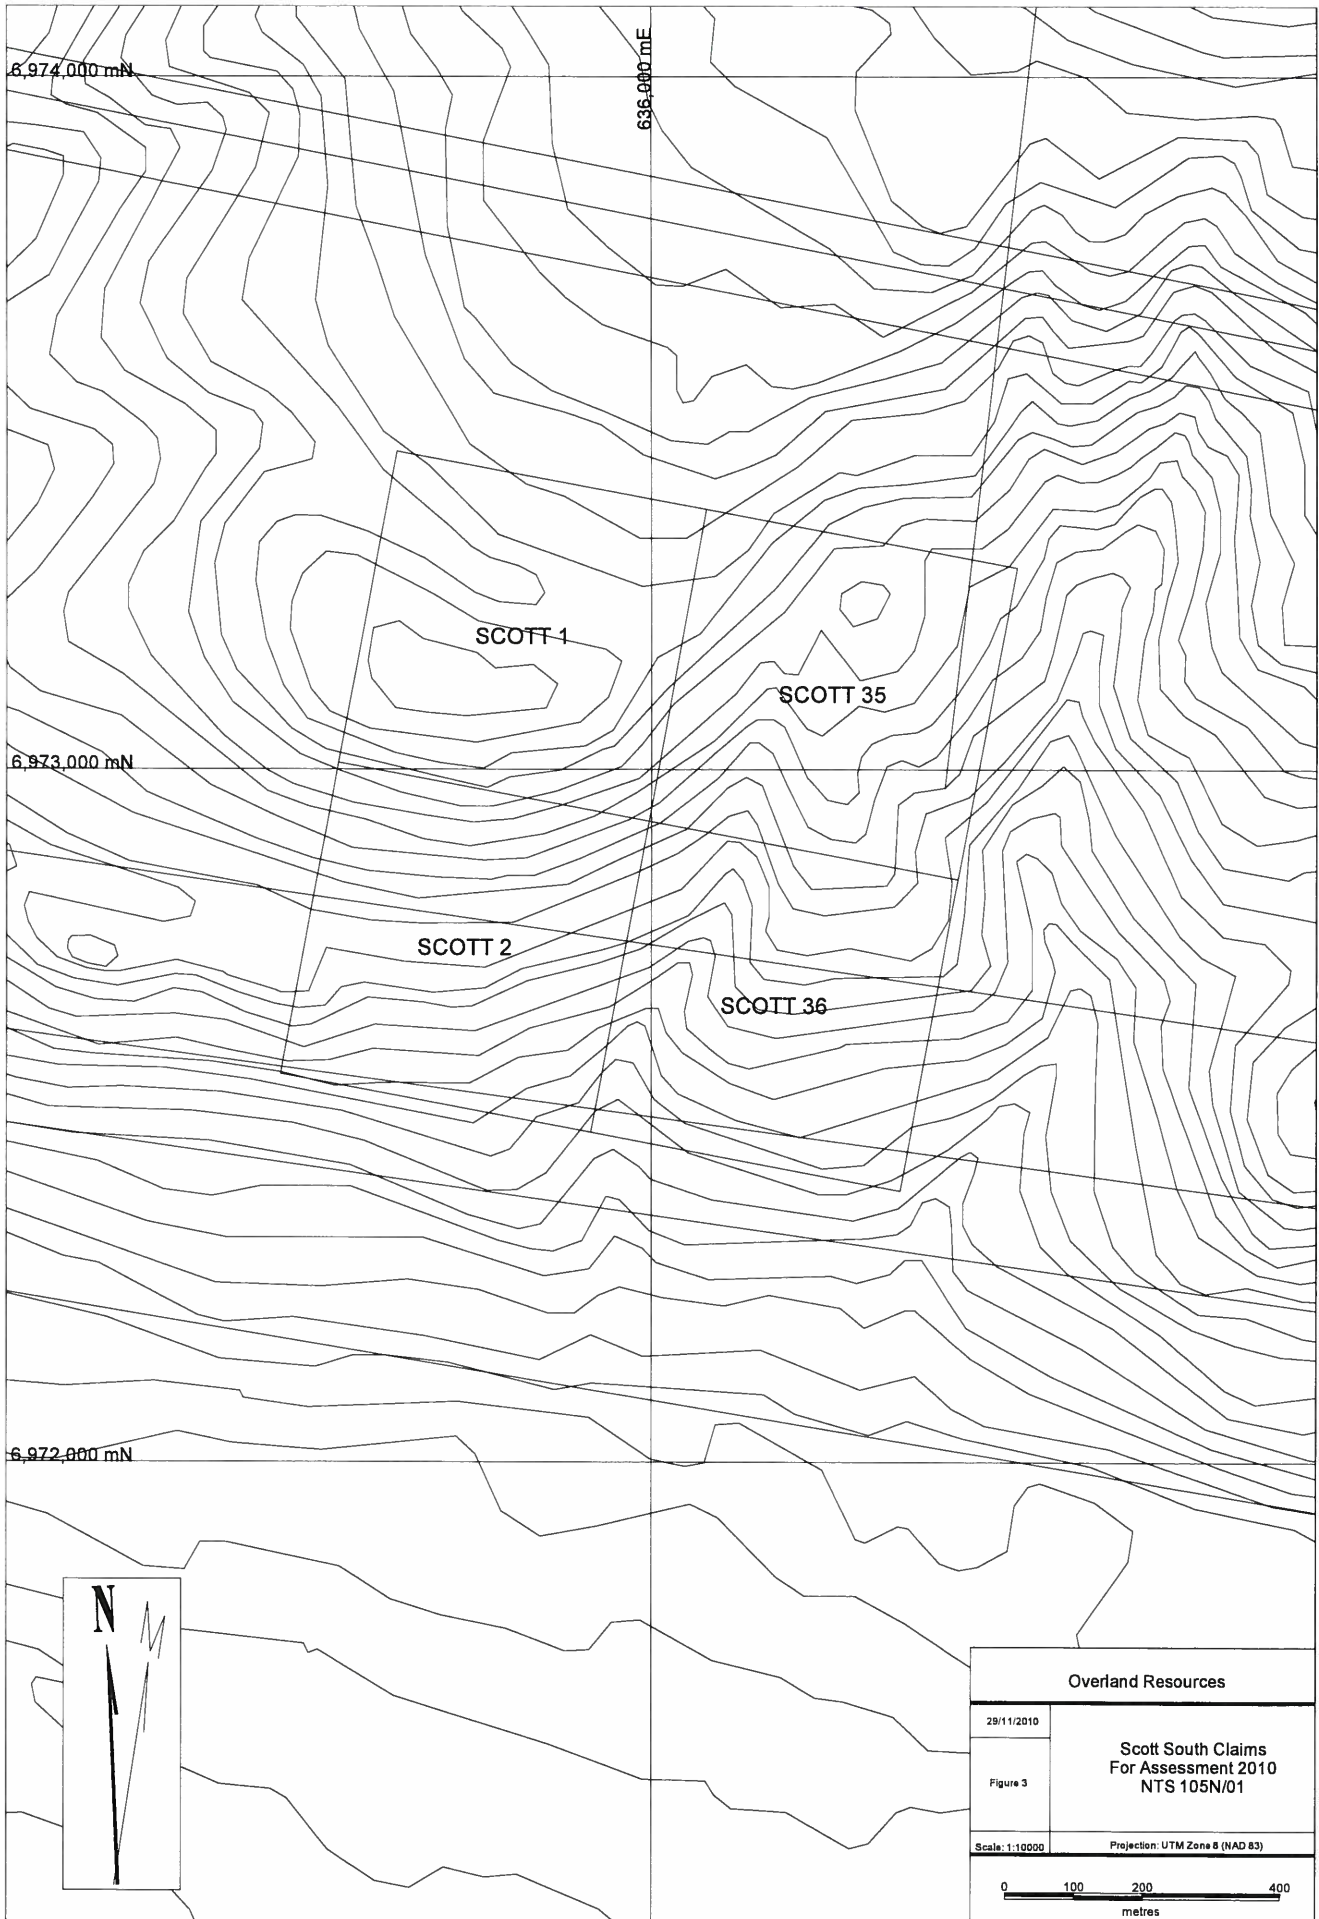 6,974,000 mN
636,000 mE
SCOTT 1
SCOTT 35
6,973,000 mN
SCOTT 2
SCOTT 36
6,972,000 mN
N
M
Overland Resources
29/11/2010
Figure 3
Scott South Claims
For Assessment 2010
NTS 105N/01
Scale: 1:10000
Projection: UTM Zone 8 (NAD 83)
0 100 200 400
metres